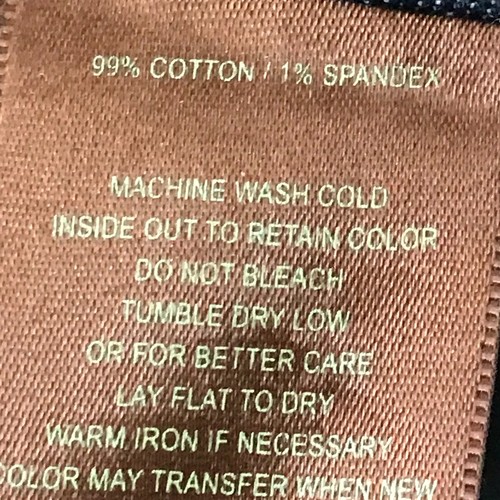 99% COTTON / 1% SPANDEX
MACHINE WASH COLD
INSIDE OUT TO RETAIN COLOR
DO NOT BLEACH
TUMBLE DRY LOW
OR FOR BETTER CARE
LAY FLAT TO DRY
WARM IRON IF NECESSARY
COLOR MAY TRANSFER WHEN NEW